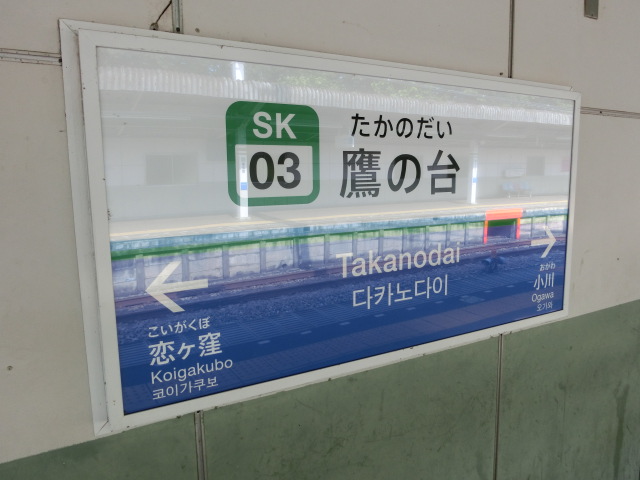 SK
03
たかのだい
鷹の台
Takanodai
다카노다이
こいがくぼ
恋ヶ窪
Koigakubo
코이가쿠보
おがわ
小川
Ogawa
오가와